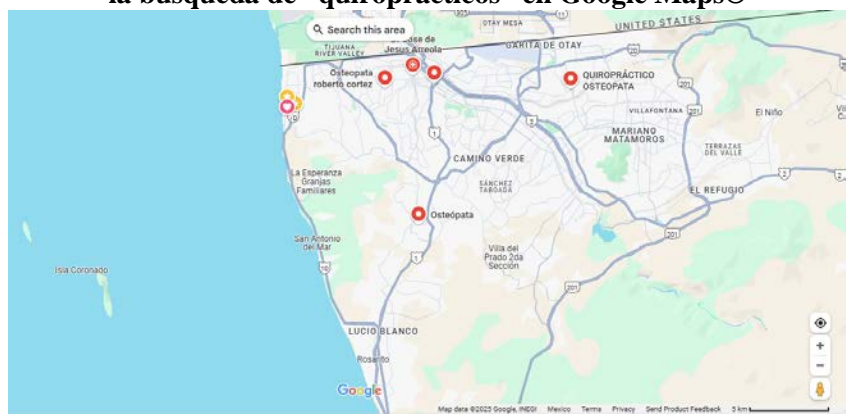 la búsqueda de "quiroprácticos" en Google Maps®
Search this area
OTAY MESA
UNITED STATES
TIJUANA
RIVER VALLEY
Jose de
Jesus Arreola
GARITA DE OTAY
Osteopata
roberto cortez
QUIROPRÁCTICO
OSTEOPATA
VILLAFONTANA
El Niño
MARIANO
MATAMOROS
TERRAZAS
DEL VALLE
CAMINO VERDE
La Esperanza
Granjas
Familiares
SÁNCHEZ
TABOADA
EL REFUGIO
Osteópata
San Antonio
del Mar
Villa del
Prado 2da
Sección
Isla Coronado
LUCIO BLANCO
Rosarito
Google
Map data ©2025 Google, INEGI Mexico Terms Privacy Send Product Feedback 5 km